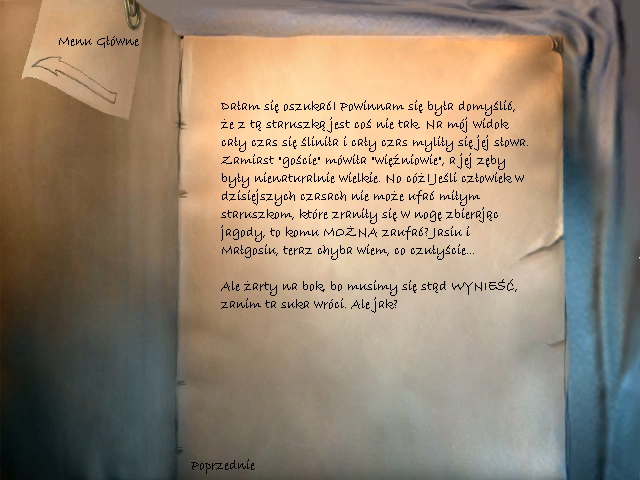 Menu Główne
Dałam się oszukać! Powinnam się była domyślić,
że z tą staruszką jest coś nie tak. Na mój widok
cały czas się śliniła i cały czas myliły się jej słowa.
Zamiast "goście" mówiła "więźniowie", a jej zęby
były nienaturalnie wielkie. No cóż! Jeśli człowiek w
dzisiejszych czasach nie może ufać miłym
staruszkom, które zraniły się w nogę zbierając
jagody, to komu MOŻNA zaufać? Jasiu i
Małgosiu, teraz chyba wiem, co czułyście...
Ale żarty na bok, bo musimy się stąd WYNIEŚĆ,
zanim ta suka wróci. Ale jak?
Poprzednie